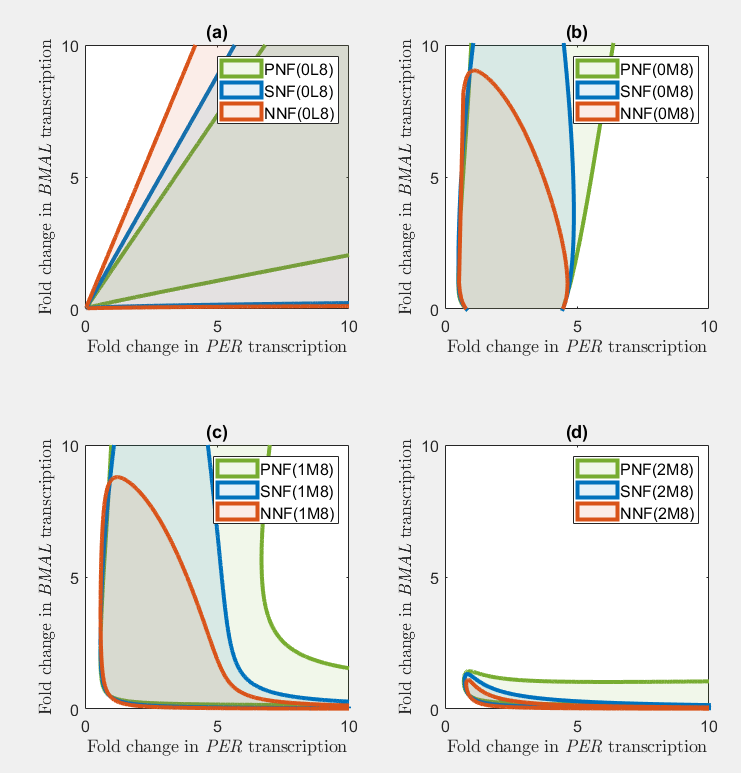 (a)
10
5
0
0
5
10
Fold change in BMAL transcription
Fold change in PER transcription
PNF(0L8)
SNF(0L8)
NNF(0L8)
(b)
10
5
0
0
5
10
Fold change in BMAL transcription
Fold change in PER transcription
PNF(0M8)
SNF(0M8)
NNF(0M8)
(c)
10
5
0
0
5
10
Fold change in BMAL transcription
Fold change in PER transcription
PNF(1M8)
SNF(1M8)
NNF(1M8)
(d)
10
5
0
0
5
10
Fold change in BMAL transcription
Fold change in PER transcription
PNF(2M8)
SNF(2M8)
NNF(2M8)